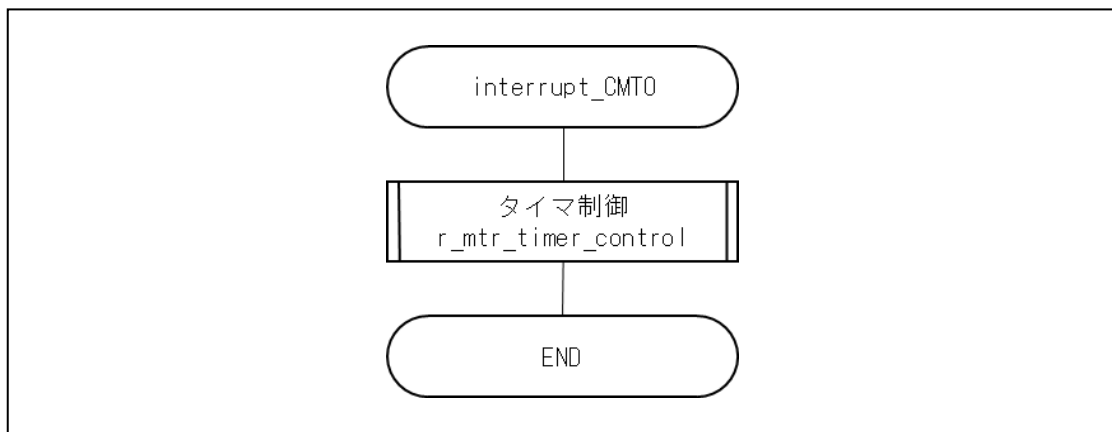 interrupt_CMT0
タイマ制御
r_mtr_timer_control
END